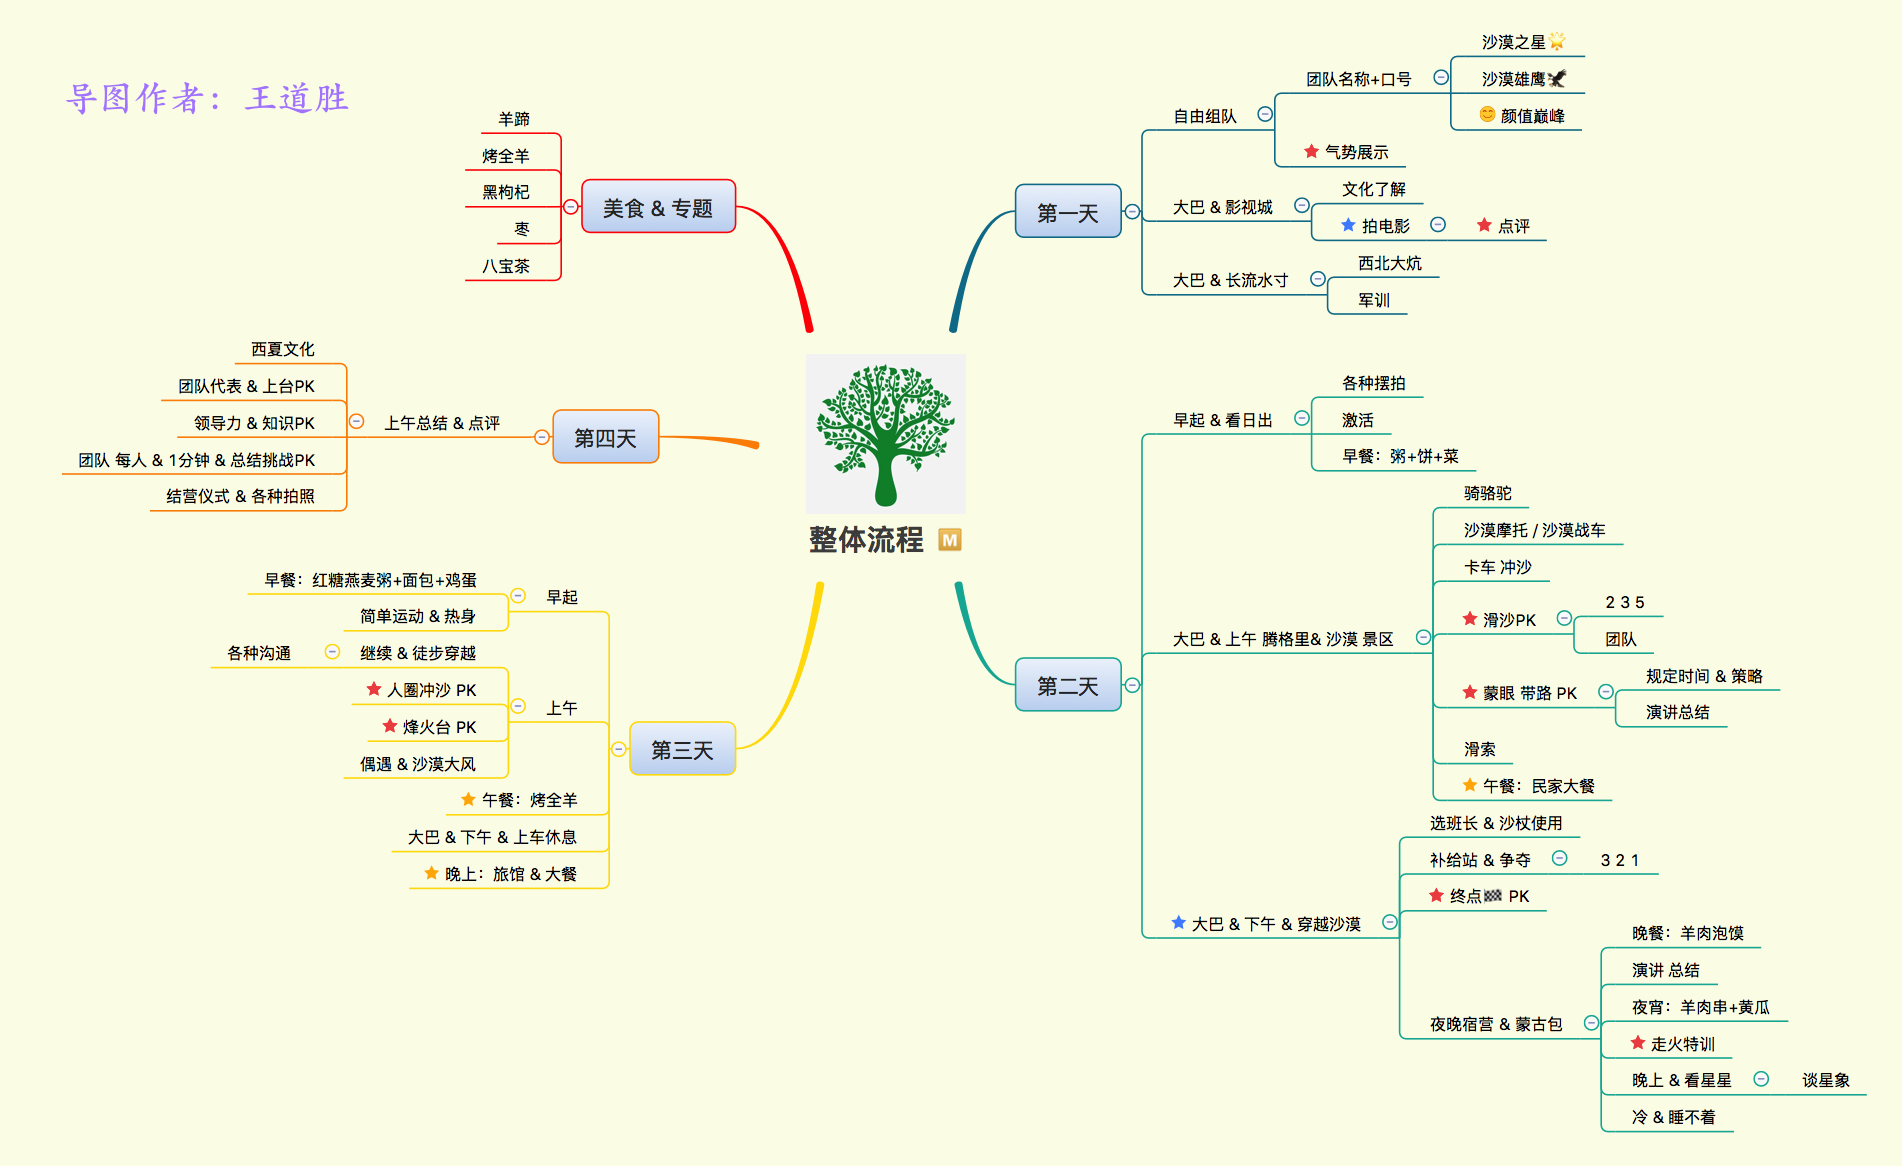 导图作者：王道胜
整体流程
M
第一天
自由组队
团队名称+口号
沙漠之星
沙漠雄鹰
颜值巅峰
气势展示
大巴 & 影视城
文化了解
拍电影
点评
大巴 & 长流水寸
西北大炕
军训
第二天
早起 & 看日出
各种摆拍
激活
早餐：粥+饼+菜
大巴 & 上午 腾格里& 沙漠 景区
骑骆驼
沙漠摩托 / 沙漠战车
卡车 冲沙
滑沙PK
2 3 5
团队
蒙眼 带路 PK
规定时间 & 策略
演讲总结
滑索
午餐：民家大餐
大巴 & 下午 & 穿越沙漠
选班长 & 沙杖使用
补给站 & 争夺
3 2 1
终点 PK
夜晚宿营 & 蒙古包
晚餐：羊肉泡馍
演讲 总结
夜宵：羊肉串+黄瓜
走火特训
晚上 & 看星星
谈星象
冷 & 睡不着
第三天
早起
早餐：红糖燕麦粥+面包+鸡蛋
简单运动 & 热身
上午
继续 & 徒步穿越
各种沟通
人圈冲沙 PK
烽火台 PK
偶遇 & 沙漠大风
午餐：烤全羊
大巴 & 下午 & 上车休息
晚上：旅馆 & 大餐
第四天
上午总结 & 点评
西夏文化
团队代表 & 上台PK
领导力 & 知识PK
团队 每人 & 1分钟 & 总结挑战PK
结营仪式 & 各种拍照
美食 & 专题
羊蹄
烤全羊
黑枸杞
枣
八宝茶